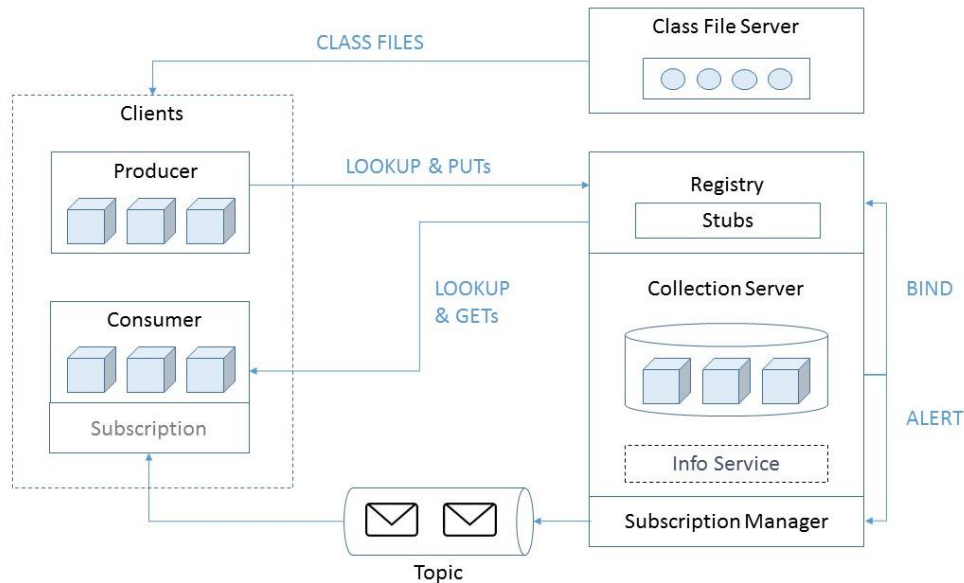 Class File Server
CLASS FILES
Clients
Producer
LOOKUP & PUTs
Registry
Stubs
LOOKUP
& GETs
Collection Server
BIND
Consumer
Subscription
ALERT
Info Service
Subscription Manager
Topic